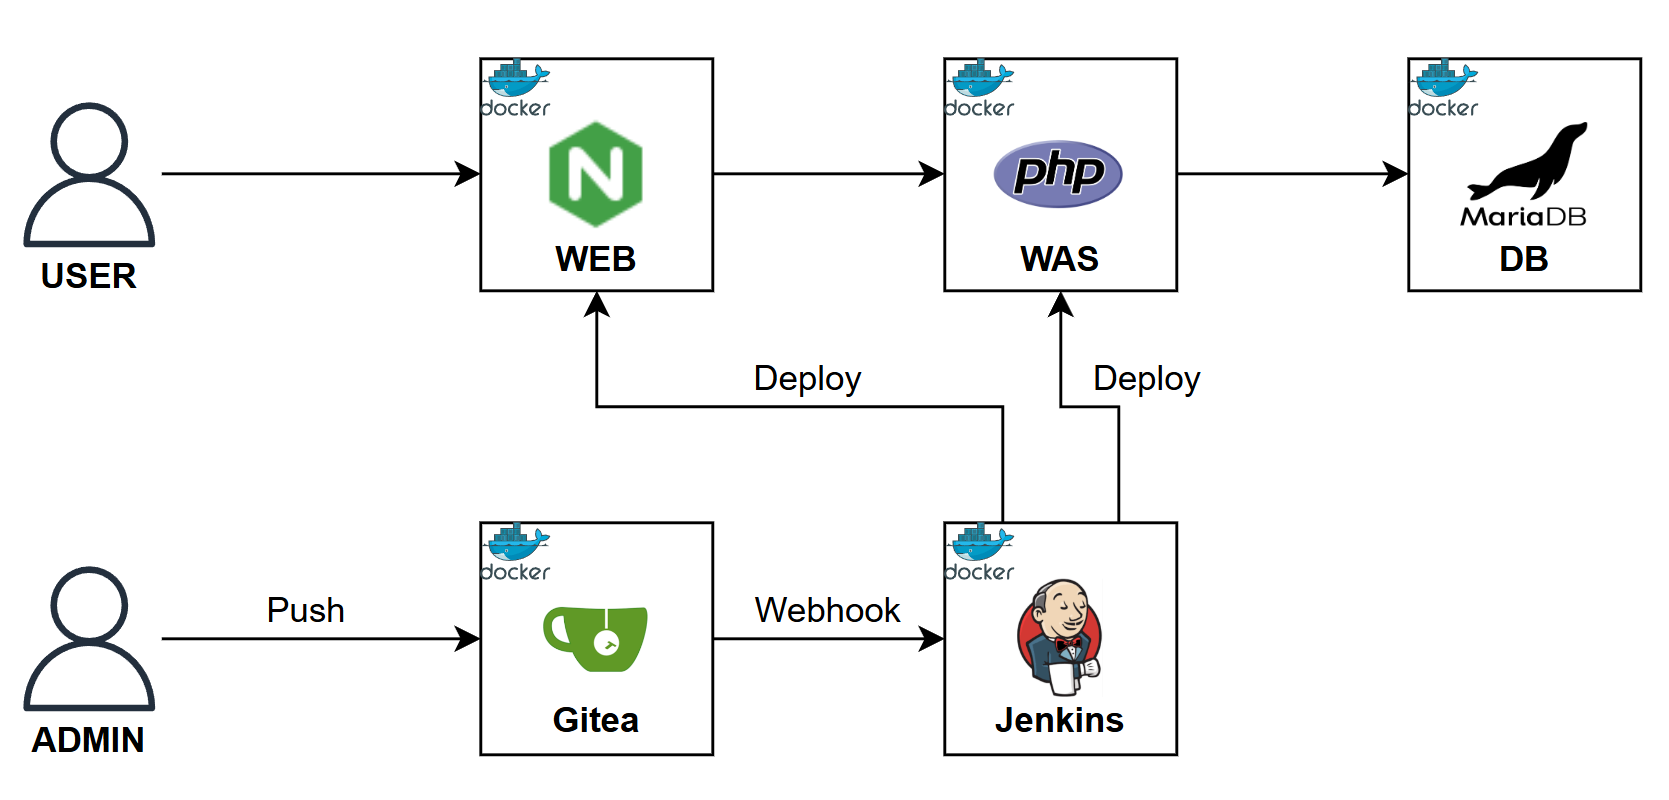 docker
docker
docker
php
MariaDB
USER
WEB
WAS
DB
Deploy
Deploy
docker
docker
Push
Webhook
ADMIN
Gitea
Jenkins